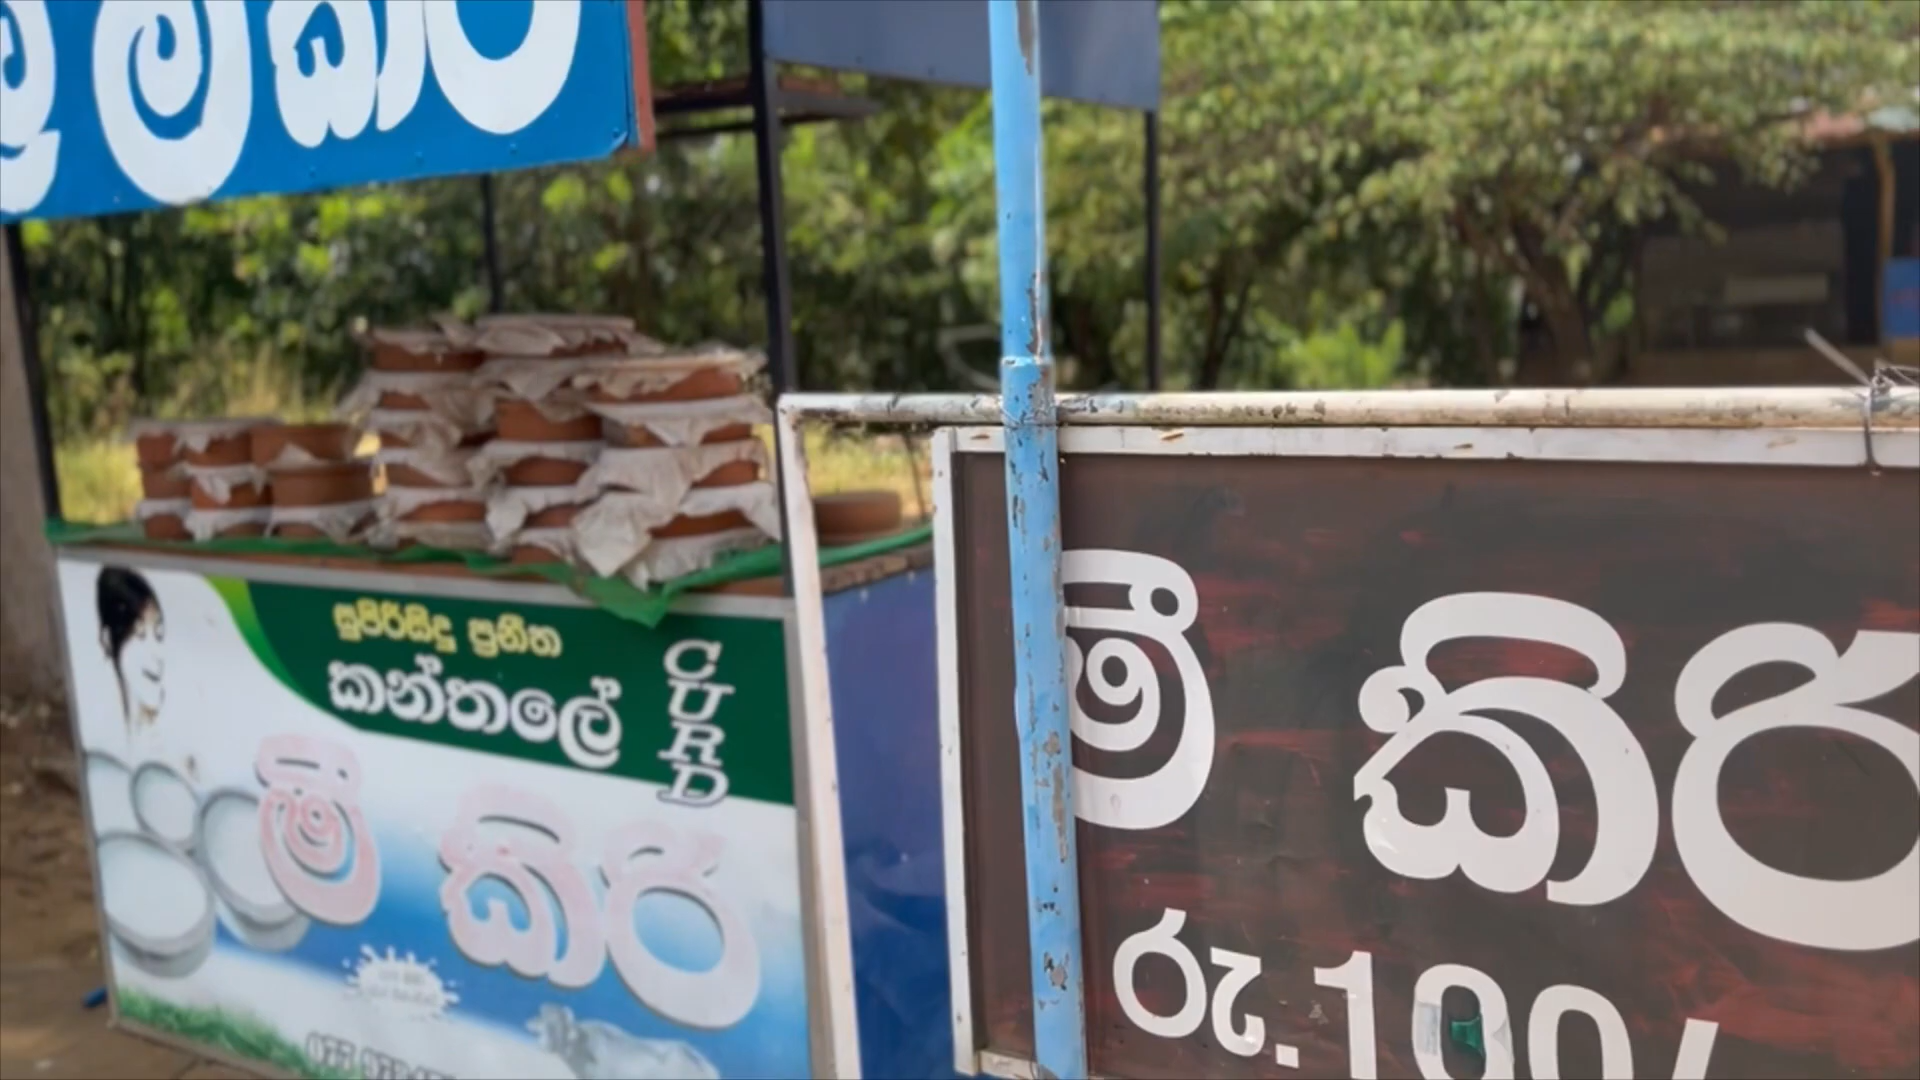 මී කිරි
සුපිරිසිදු ප්‍රනීත
කන්තලේ
CURD
මී කිරි
මී කිරි
රු.100/